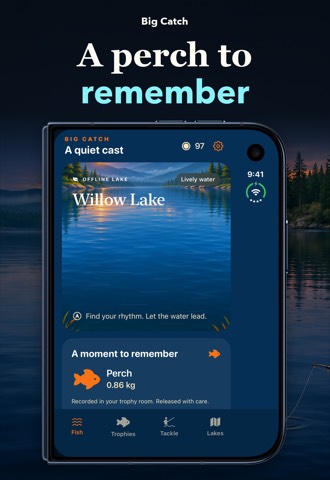 Big Catch
A perch to
remember
BIG CATCH
A quiet cast
97
9:41
OFFLINE LAKE
Lively water
Willow Lake
Find your rhythm. Let the water lead.
A moment to remember
Perch
0.86 kg
Recorded in your trophy room. Released with care.
Fish
Trophies
Tackle
Lakes